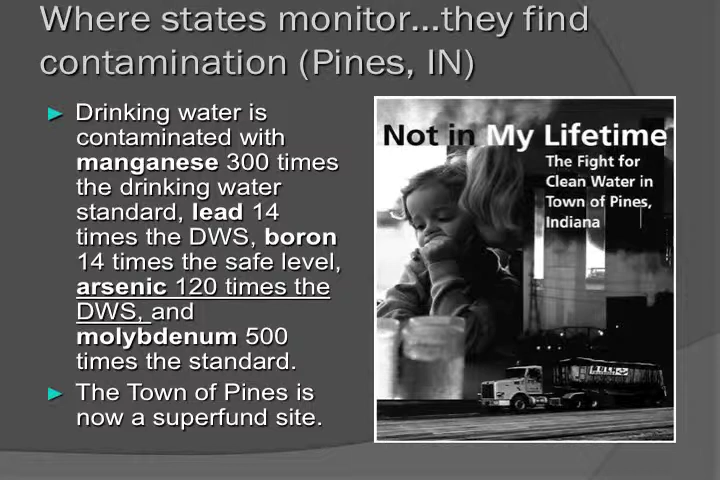 Where states monitor...they find
contamination (Pines, IN)
Drinking water is
contaminated with
manganese 300 times
the drinking water
standard, lead 14
times the DWS, boron
14 times the safe level,
arsenic 120 times the
DWS, and
molybdenum 500
times the standard.
The Town of Pines is
now a superfund site.
Not in My Lifetime
The Fight for
Clean Water in
Town of Pines,
Indiana